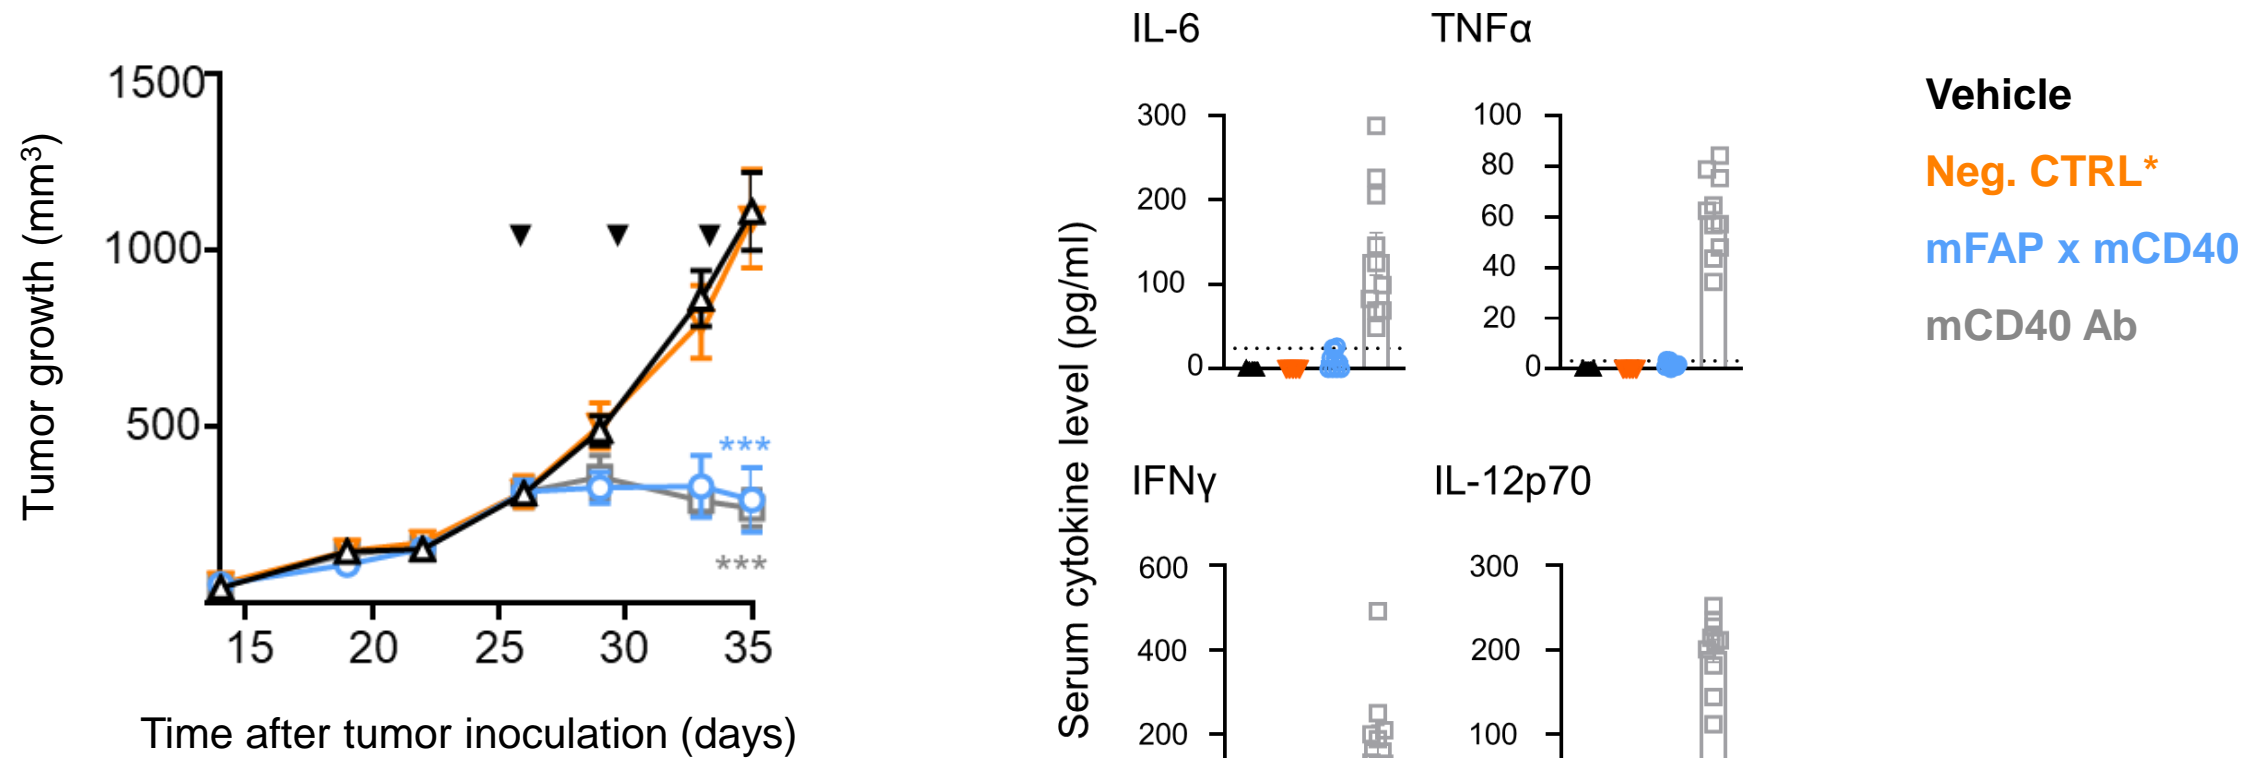 Tumor growth (mm³)
1500
1000
500
***
***
15 20 25 30 35
Time after tumor inoculation (days)
Serum cytokine level (pg/ml)
IL-6
300
200
100
0
TNFα
100
80
60
40
20
0
IFNγ
600
400
200
IL-12p70
300
200
100
Vehicle
Neg. CTRL*
mFAP x mCD40
mCD40 Ab